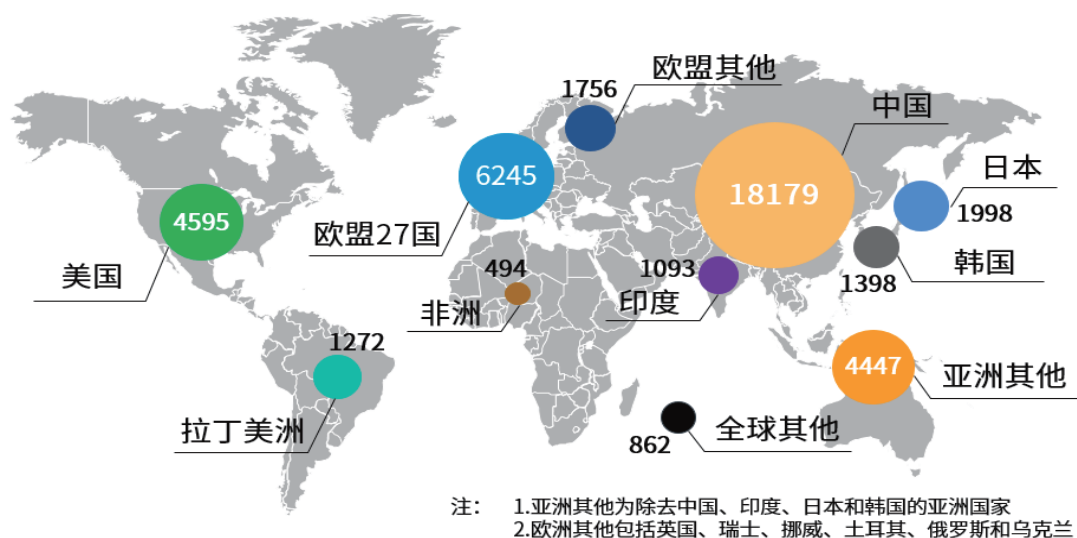 欧盟其他
1756
中国
6245
18179
日本
1998
4595
欧盟27国
美国
494
1093
韩国
1398
非洲
印度
1272
4447
亚洲其他
拉丁美洲
862
全球其他
注： 1.亚洲其他为除去中国、印度、日本和韩国的亚洲国家
2.欧洲其他包括英国、瑞士、挪威、土耳其、俄罗斯和乌克兰